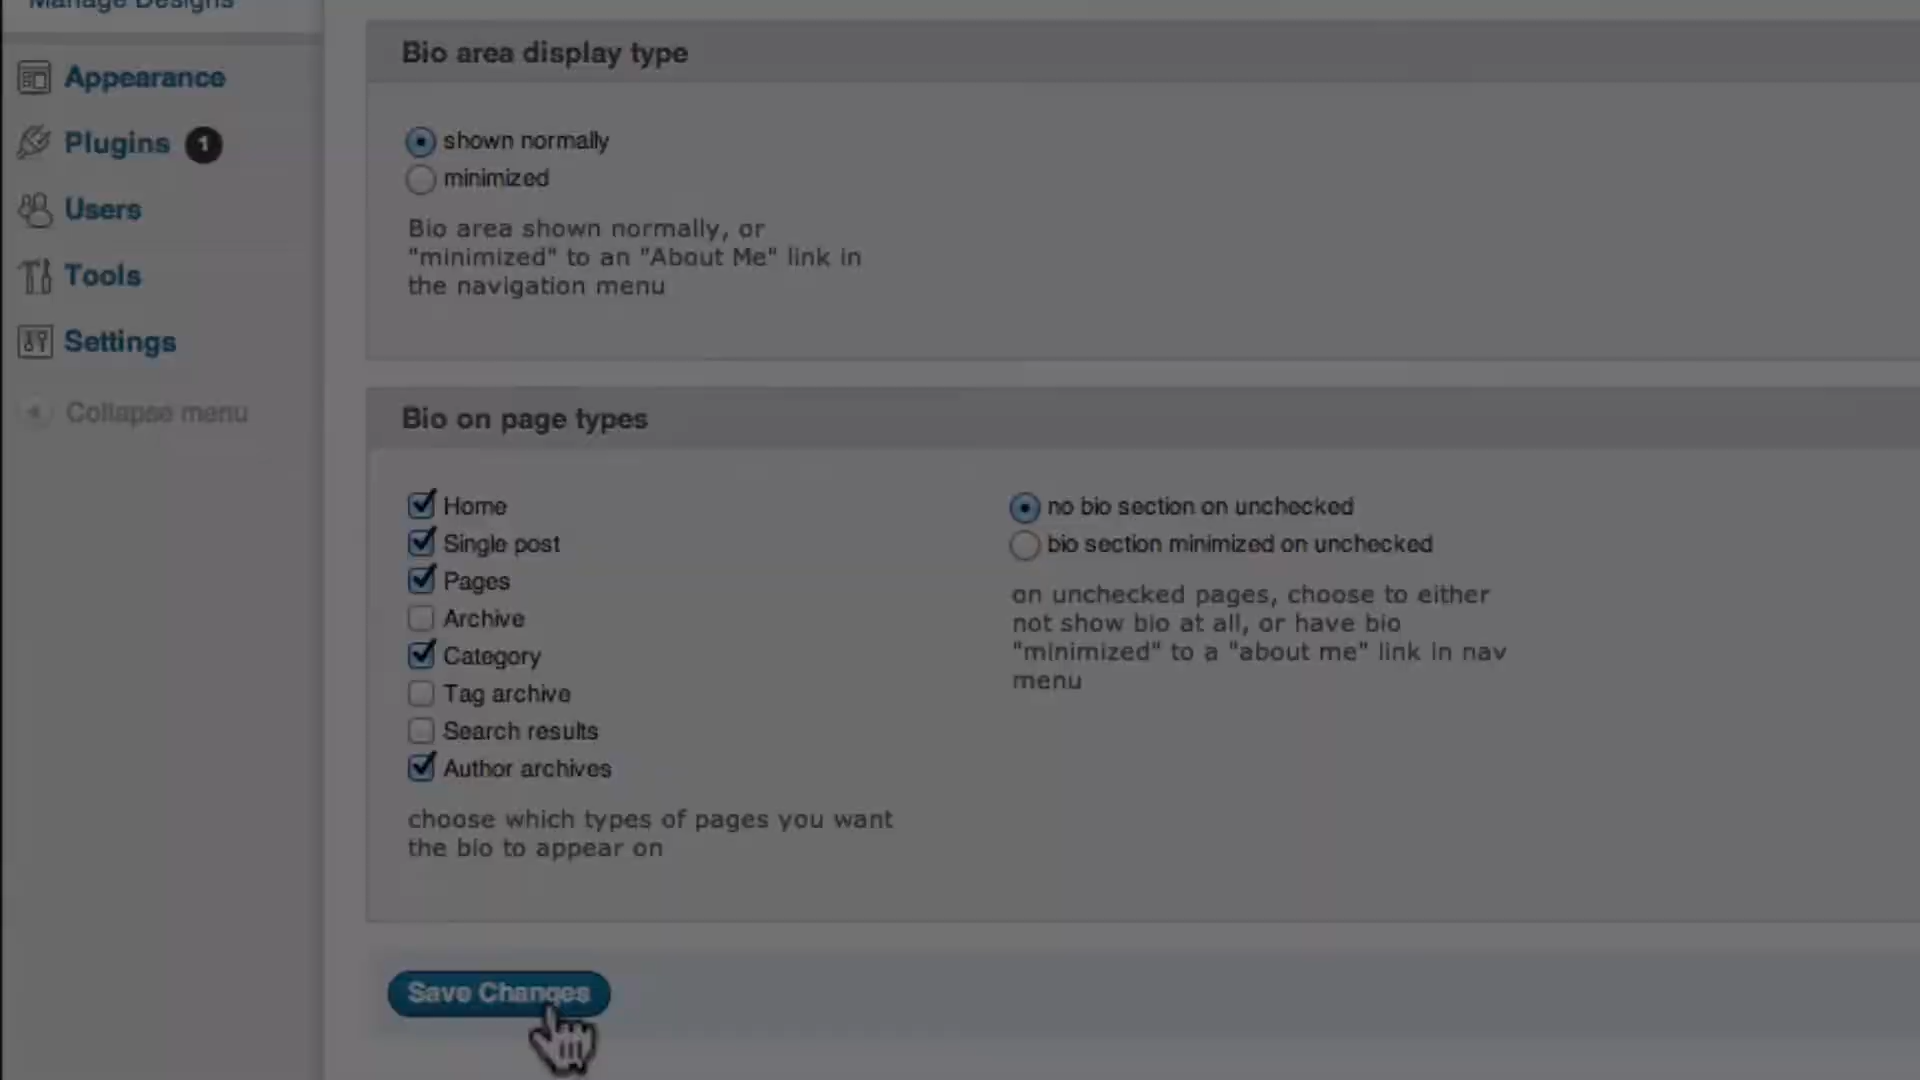 Manage Designs
Appearance
Plugins 1
Users
Tools
Settings
Collapse menu
Bio area display type
shown normally
minimized
Bio area shown normally, or
"minimized" to an "About Me" link in
the navigation menu
Bio on page types
Home
Single post
Pages
Archive
Category
Tag archive
Search results
Author archives
choose which types of pages you want
the bio to appear on
no bio section on unchecked
bio section minimized on unchecked
on unchecked pages, choose to either
not show bio at all, or have bio
"minimized" to a "about me" link in nav
menu
Save Changes